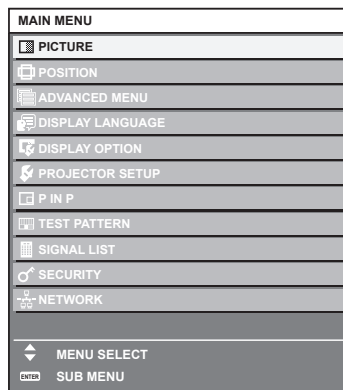 MAIN MENU
PICTURE
POSITION
ADVANCED MENU
DISPLAY LANGUAGE
DISPLAY OPTION
PROJECTOR SETUP
P IN P
TEST PATTERN
SIGNAL LIST
SECURITY
NETWORK
MENU SELECT
ENTER SUB MENU